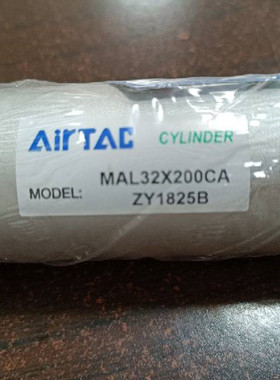 AirTAC CYLINDER
MAL32X200CA
MODEL: ZY1825B